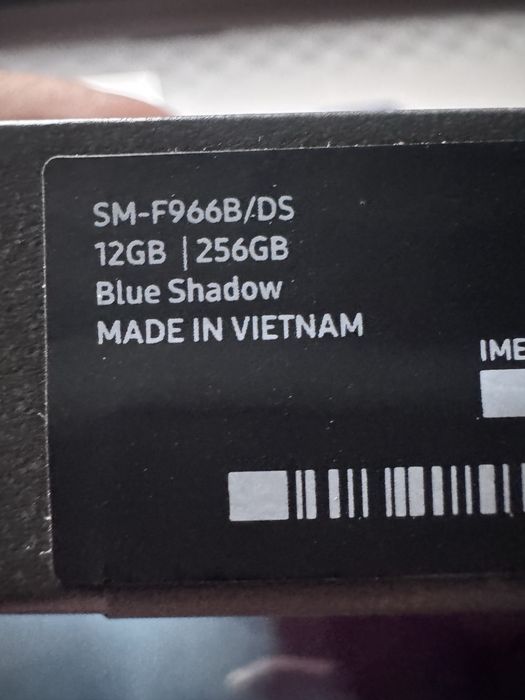 SM-F966B/DS
12GB | 256GB
Blue Shadow
MADE IN VIETNAM
IME